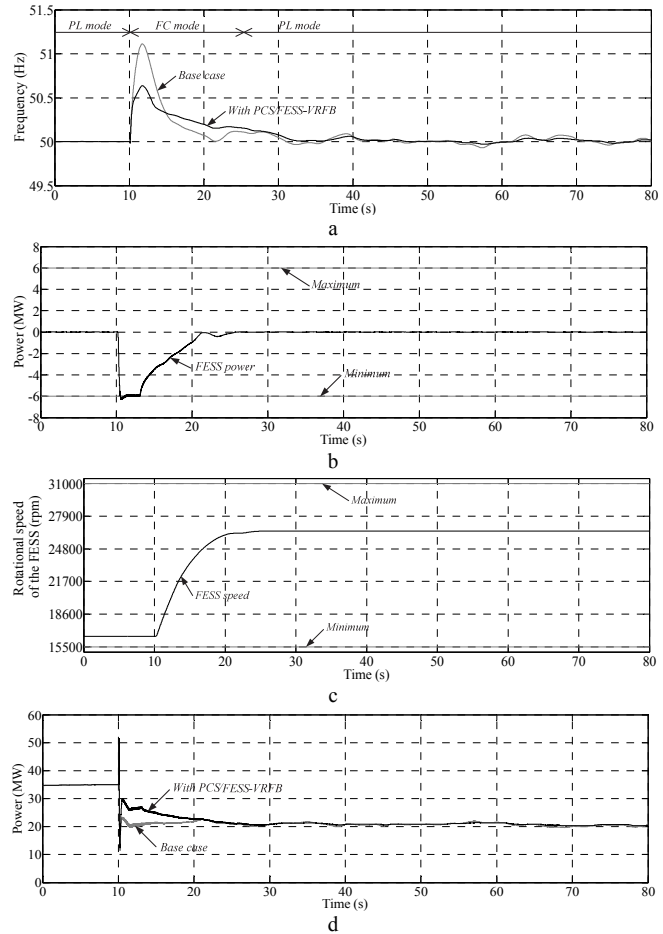 PL mode FC mode PL mode
51.5
51
50.5
50
49.5
Frequency (Hz)
Base case
With PCS/FESS-VRFB
0 10 20 30 40 50 60 70 80
Time (s)
a
8
6
4
2
0
-2
-4
-6
-8
Power (MW)
Maximum
FESS power
Minimum
0 10 20 30 40 50 60 70 80
Time (s)
b
31000
27900
24800
21700
18600
15500
Rotational speed
of the FESS (rpm)
Maximum
FESS speed
Minimum
0 10 20 30 40 50 60 70 80
Time (s)
c
60
50
40
30
20
10
0
Power (MW)
With PCS/FESS-VRFB
Base case
0 10 20 30 40 50 60 70 80
Time (s)
d